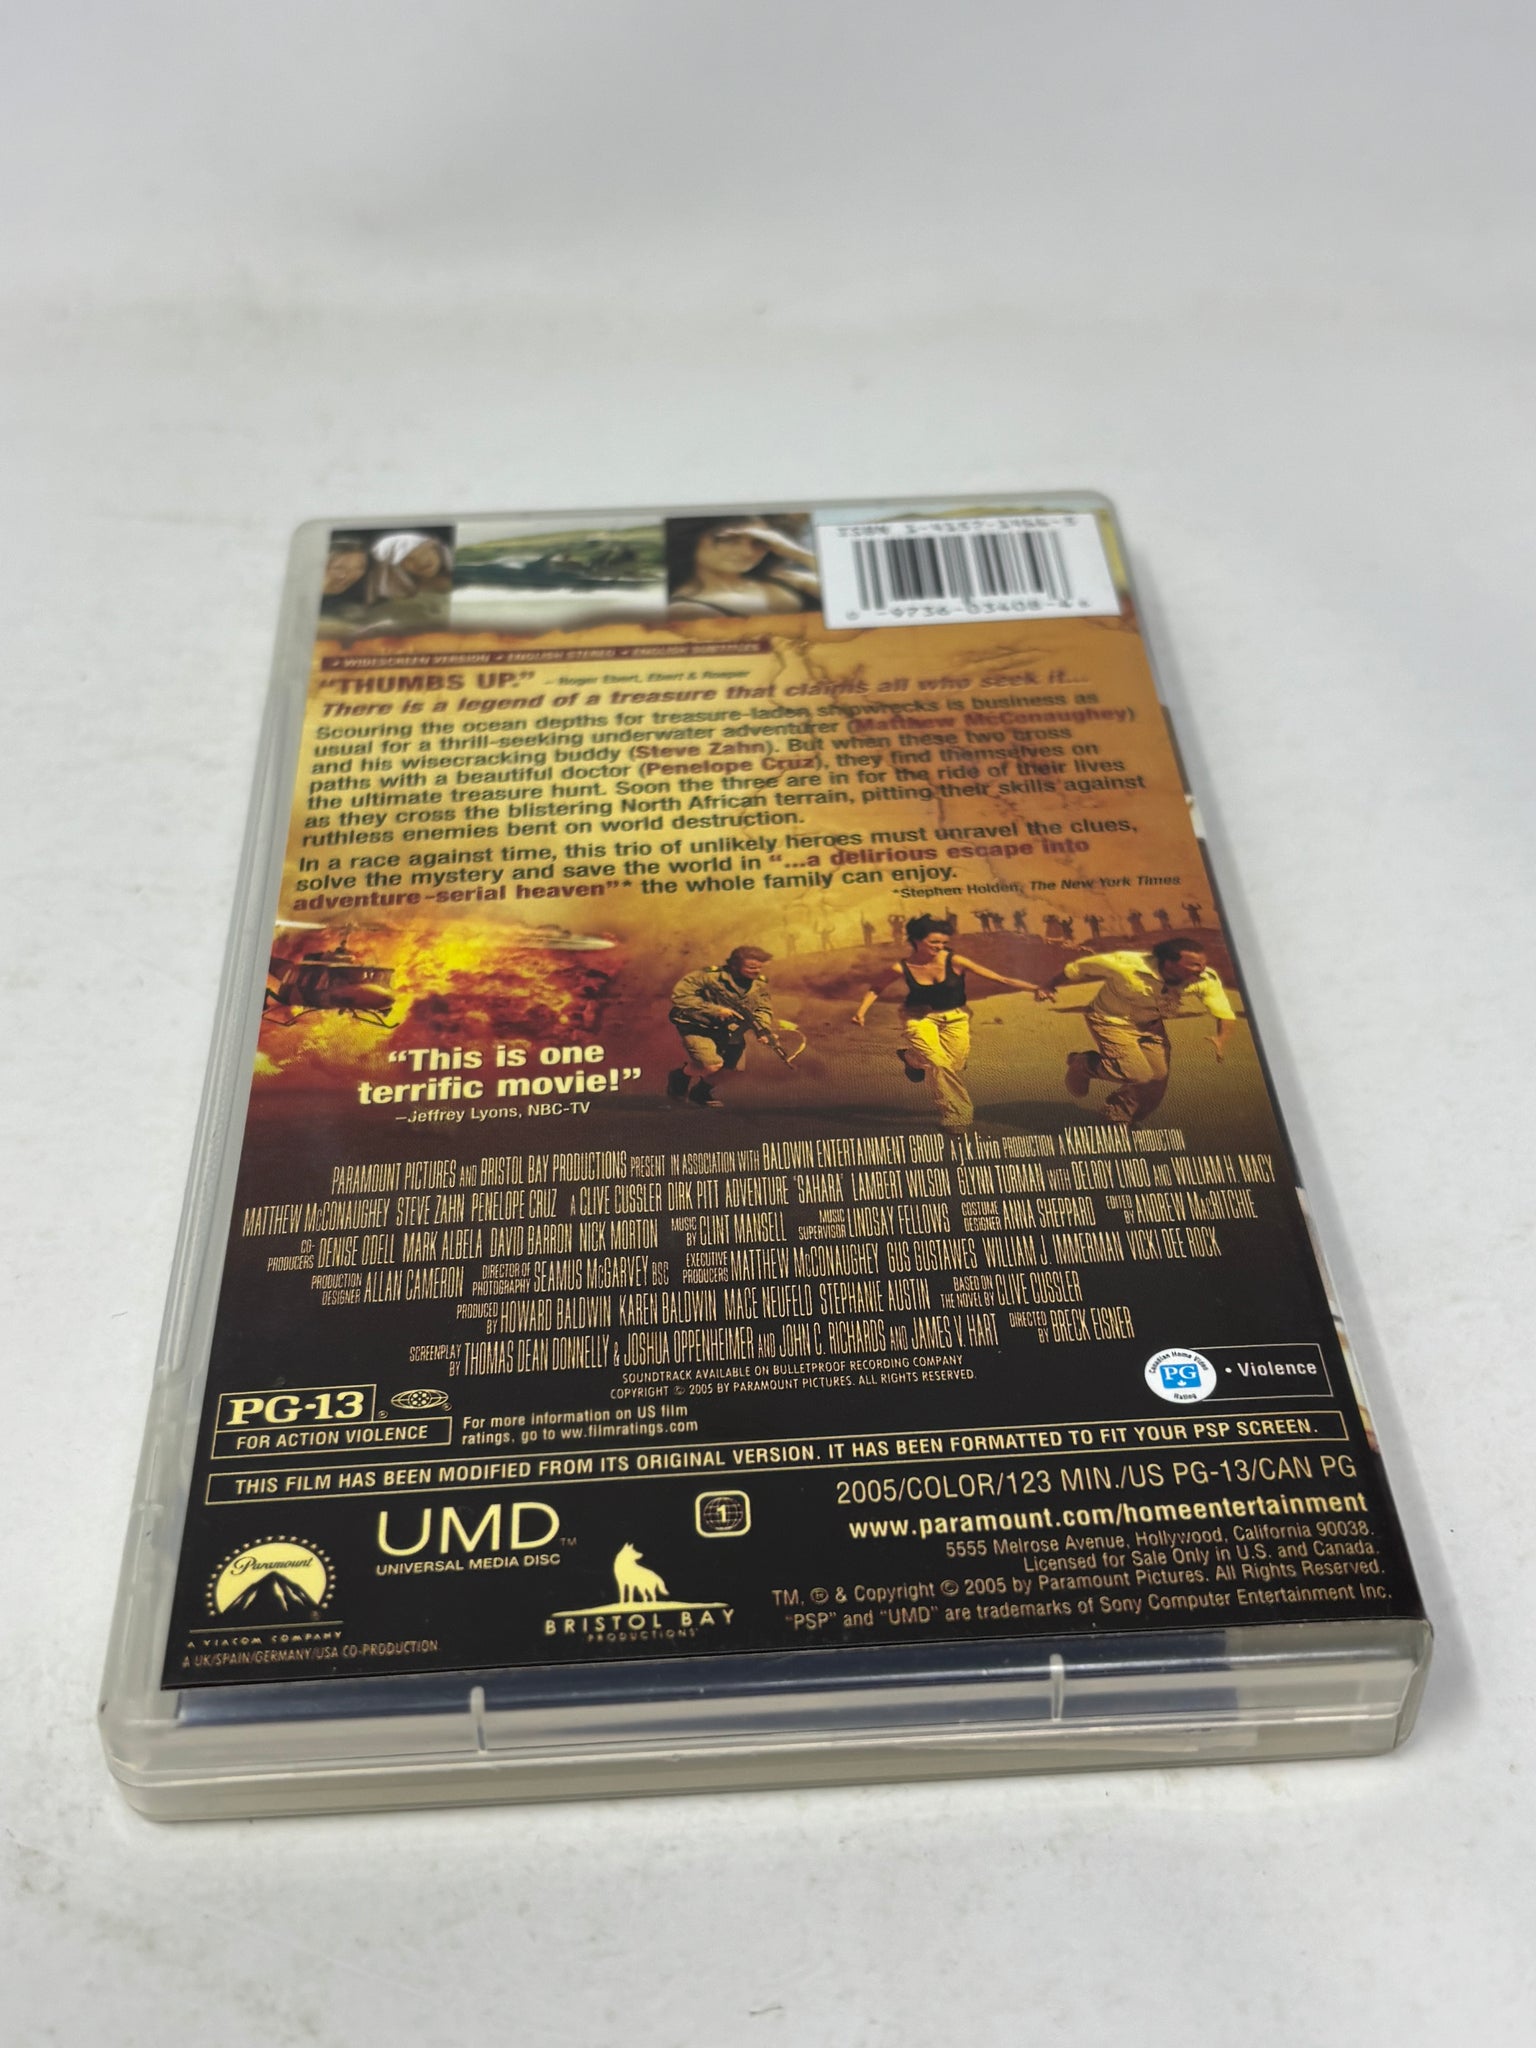 ISBN 1-4157-1966-3
0 -9736-03408-4
• WIDESCREEN VERSION • ENGLISH STEREO • ENGLISH SUBTITLES
"THUMBS UP." – Roger Ebert, Ebert & Roeper
There is a legend of a treasure that claims all who seek it...
Scouring the ocean depths for treasure-laden shipwrecks is business as
usual for a thrill-seeking underwater adventurer (Matthew McConaughey)
and his wisecracking buddy (Steve Zahn). But when these two cross
paths with a beautiful doctor (Penelope Cruz), they find themselves on
the ultimate treasure hunt. Soon the three are in for the ride of their lives
as they cross the blistering North African terrain, pitting their skills against
ruthless enemies bent on world destruction.
In a race against time, this trio of unlikely heroes must unravel the clues,
solve the mystery and save the world in "...a delirious escape into
adventure-serial heaven"* the whole family can enjoy.
*Stephen Holden, The New York Times
"This is one
terrific movie!"
–Jeffrey Lyons, NBC-TV
PARAMOUNT PICTURES AND BRISTOL BAY PRODUCTIONS PRESENT IN ASSOCIATION WITH BALDWIN ENTERTAINMENT GROUP A j.k. livin PRODUCTION A KANZAMAN PRODUCTION
MATTHEW McCONAUGHEY STEVE ZAHN PENELOPE CRUZ A CLIVE CUSSLER DIRK PITT ADVENTURE "SAHARA" LAMBERT WILSON GLYNN TURMAN WITH DELROY LINDO AND WILLIAM H. MACY
CO-PRODUCERS DENISE ODELL MARK ALBELA DAVID BARRON NICK MORTON MUSIC BY CLINT MANSELL MUSIC SUPERVISOR LINDSAY FELLOWS COSTUME DESIGNER ANNA SHEPPARD EDITED BY ANDREW MacRITCHIE
PRODUCTION DESIGNER ALLAN CAMERON DIRECTOR OF PHOTOGRAPHY SEAMUS McGARVEY BSC EXECUTIVE PRODUCERS MATTHEW McCONAUGHEY GUS GUSTAWES WILLIAM J. IMMERMAN VICKI DEE ROCK
PRODUCED BY HOWARD BALDWIN KAREN BALDWIN MACE NEUFELD STEPHANIE AUSTIN BASED ON THE NOVEL BY CLIVE CUSSLER
SCREENPLAY BY THOMAS DEAN DONNELLY & JOSHUA OPPENHEIMER AND JOHN C. RICHARDS AND JAMES V. HART DIRECTED BY BRECK EISNER
SOUNDTRACK AVAILABLE ON BULLETPROOF RECORDING COMPANY
COPYRIGHT © 2005 BY PARAMOUNT PICTURES. ALL RIGHTS RESERVED.
Canadian Home Video
PG
Rating
• Violence
PG-13 ®
FOR ACTION VIOLENCE
For more information on US film
ratings, go to ww.filmratings.com
THIS FILM HAS BEEN MODIFIED FROM ITS ORIGINAL VERSION. IT HAS BEEN FORMATTED TO FIT YOUR PSP SCREEN.
2005/COLOR/123 MIN./US PG-13/CAN PG
www.paramount.com/homeentertainment
5555 Melrose Avenue, Hollywood, California 90038.
Licensed for Sale Only in U.S. and Canada.
TM, ® & Copyright © 2005 by Paramount Pictures. All Rights Reserved.
"PSP" and "UMD" are trademarks of Sony Computer Entertainment Inc.
UMD™
UNIVERSAL MEDIA DISC
1
Paramount
A VIACOM COMPANY
A UK/SPAIN/GERMANY/USA CO-PRODUCTION
BRISTOL BAY
PRODUCTIONS